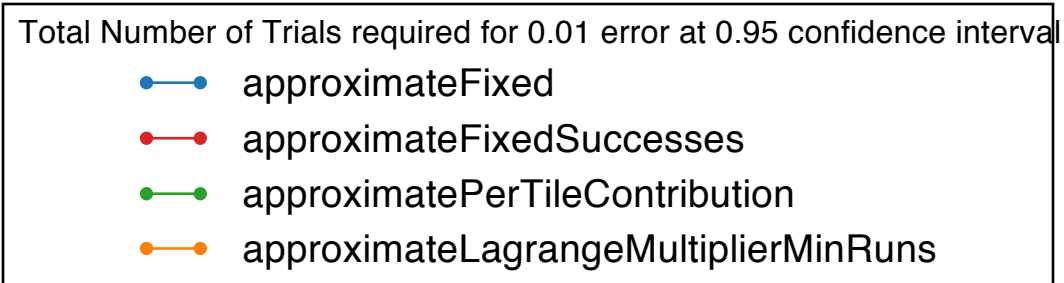 Total Number of Trials required for 0.01 error at 0.95 confidence interval
approximateFixed
approximateFixedSuccesses
approximatePerTileContribution
approximateLagrangeMultiplierMinRuns